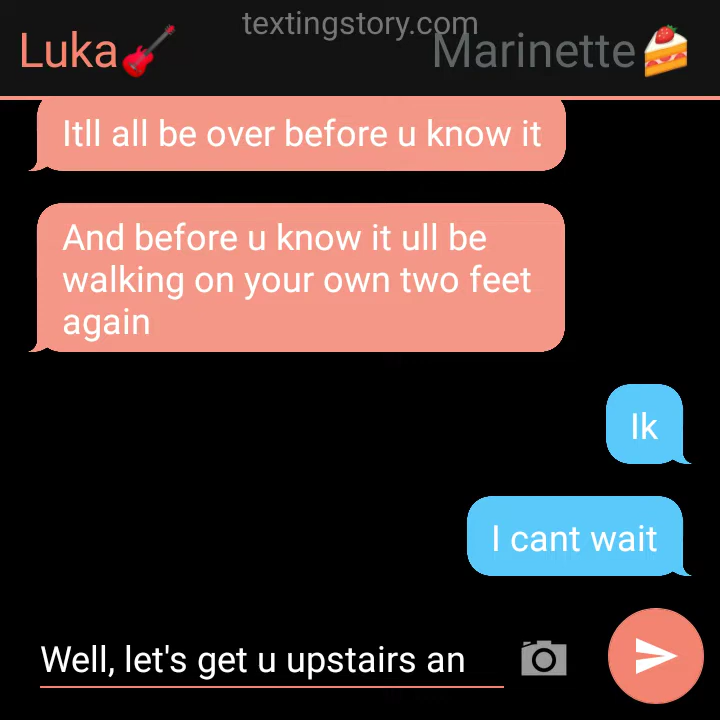 textingstory.com
Luka🎸
Marinette🍰
Itll all be over before u know it
And before u know it ull be
walking on your own two feet
again
Ik
I cant wait
Well, let's get u upstairs an